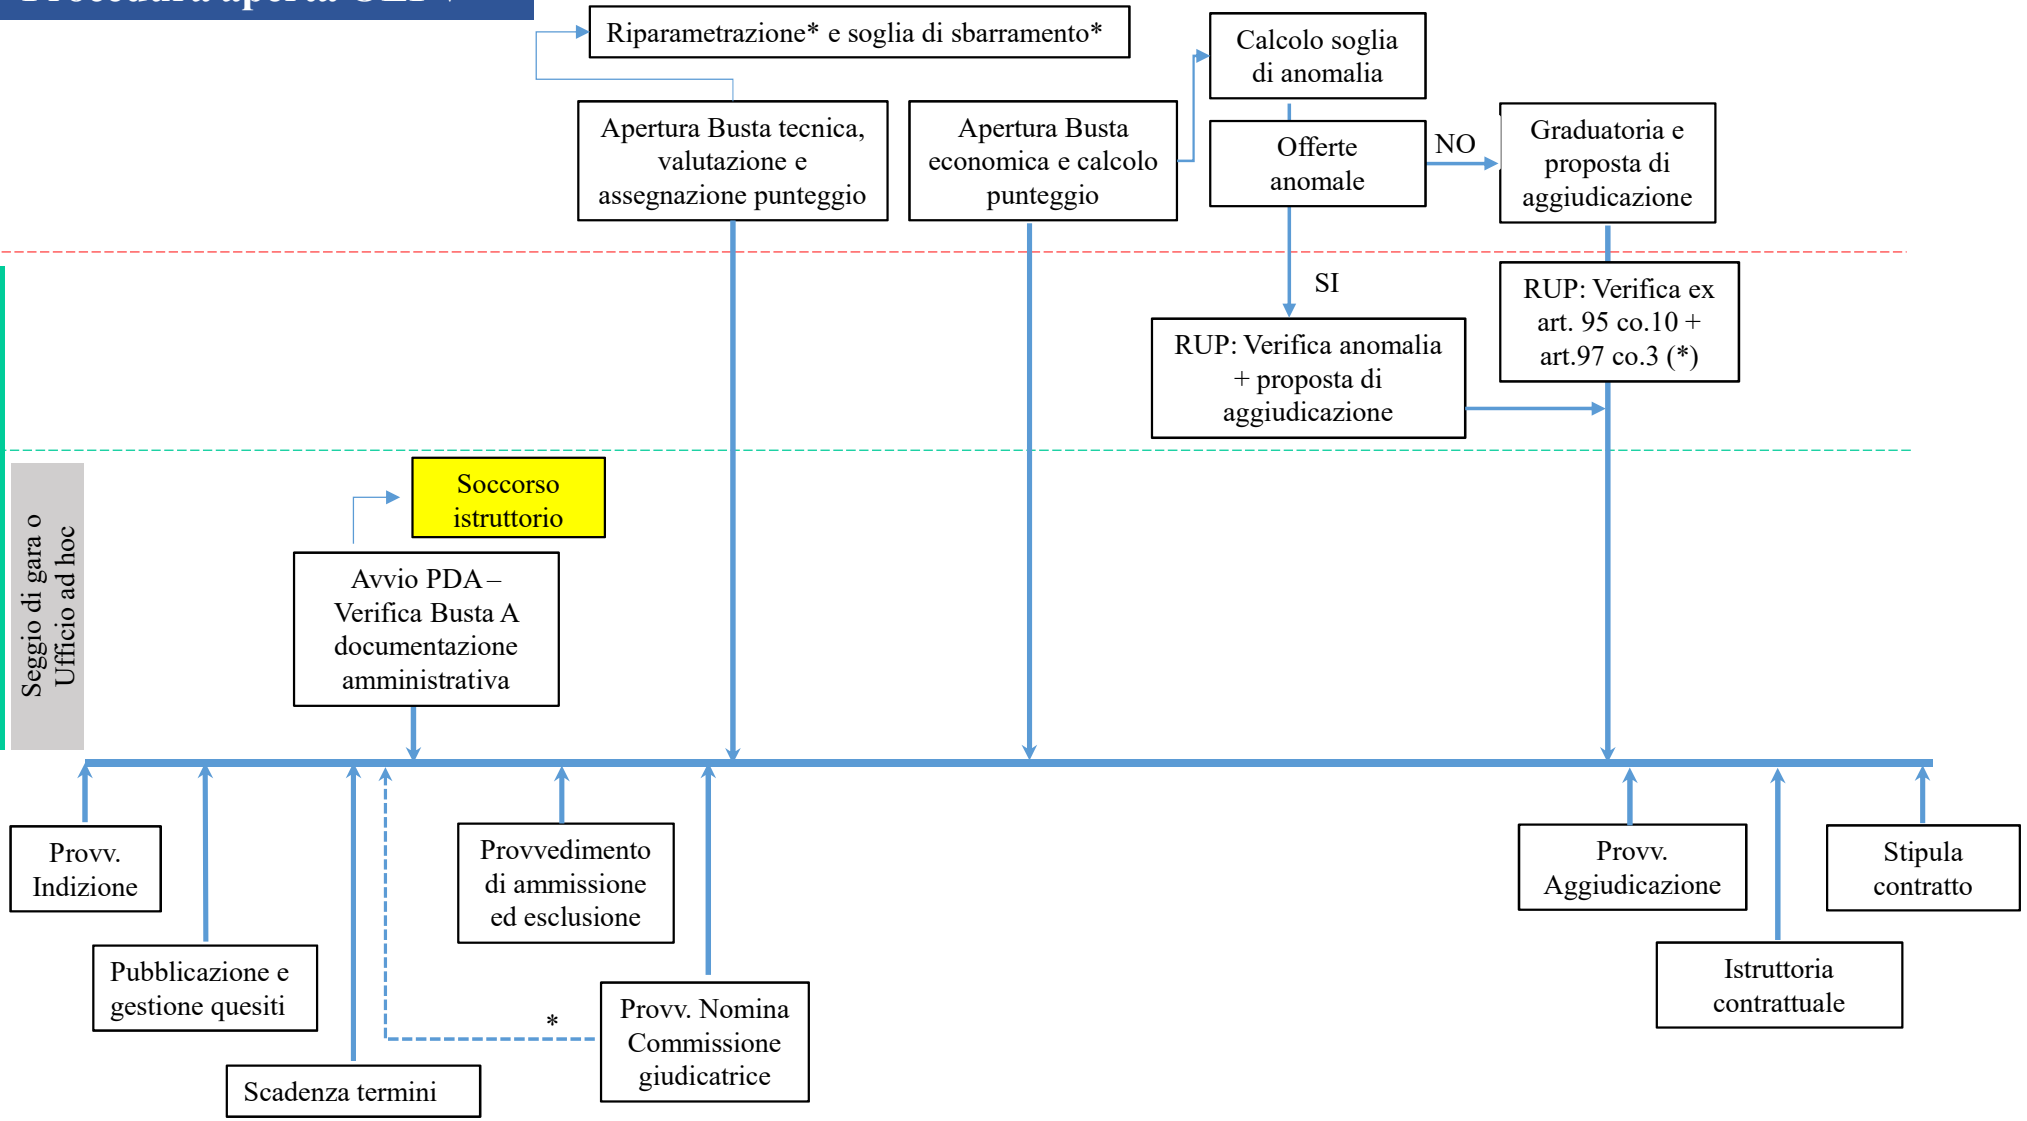 Procedura aperta OEPV
Riparametrazione* e soglia di sbarramento*
Calcolo soglia
di anomalia
Apertura Busta tecnica,
valutazione e
assegnazione punteggio
Apertura Busta
economica e calcolo
punteggio
Offerte
anomale
NO
Graduatoria e
proposta di
aggiudicazione
SI
RUP: Verifica ex
art. 95 co.10 +
art.97 co.3 (*)
RUP: Verifica anomalia
+ proposta di
aggiudicazione
Soccorso
istruttorio
Seggio di gara o
Ufficio ad hoc
Avvio PDA –
Verifica Busta A
documentazione
amministrativa
Provv.
Indizione
Provvedimento
di ammissione
ed esclusione
Provv.
Aggiudicazione
Stipula
contratto
Pubblicazione e
gestione quesiti
Istruttoria
contrattuale
*
Provv. Nomina
Commissione
giudicatrice
Scadenza termini